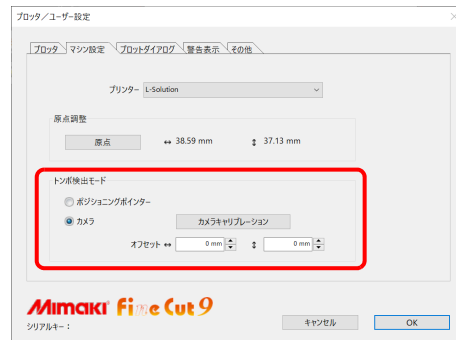 プロッタ／ユーザー設定
プロッタ マシン設定 プロットダイアログ 警告表示 その他
プリンター L-Solution
原点調整
原点 ↔ 38.59 mm ↕ 37.13 mm
トンボ検出モード
ポジショニングポインター
カメラ カメラキャリブレーション
オフセット ↔ 0 mm ↕ 0 mm
Mimaki Fine Cut 9
シリアルキー：
キャンセル OK